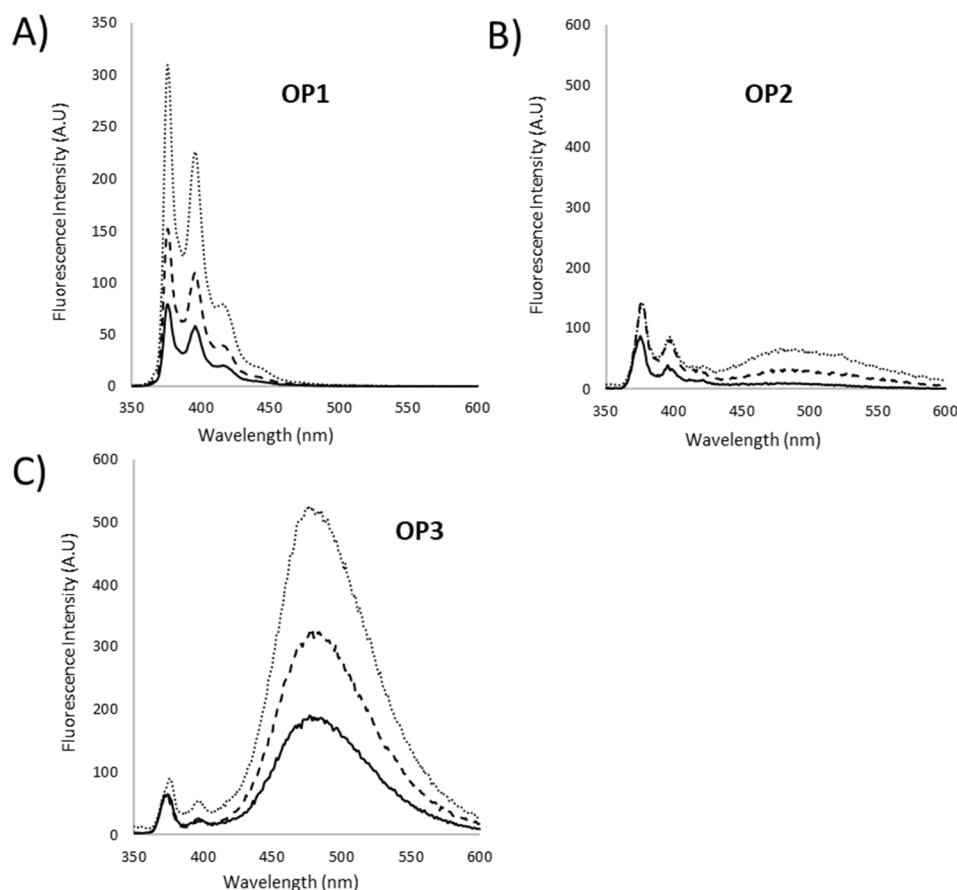 A)
OP1
Fluorescence Intensity (A.U)
350
300
250
200
150
100
50
0
350 400 450 500 550 600
Wavelength (nm)
B)
OP2
Fluorescence Intensity (A.U
600
500
400
300
200
100
0
350 400 450 500 550 600
Wavelength (nm)
C)
OP3
Fluorescence Intensity (A.U)
600
500
400
300
200
100
0
350 400 450 500 550 600
Wavelength (nm)